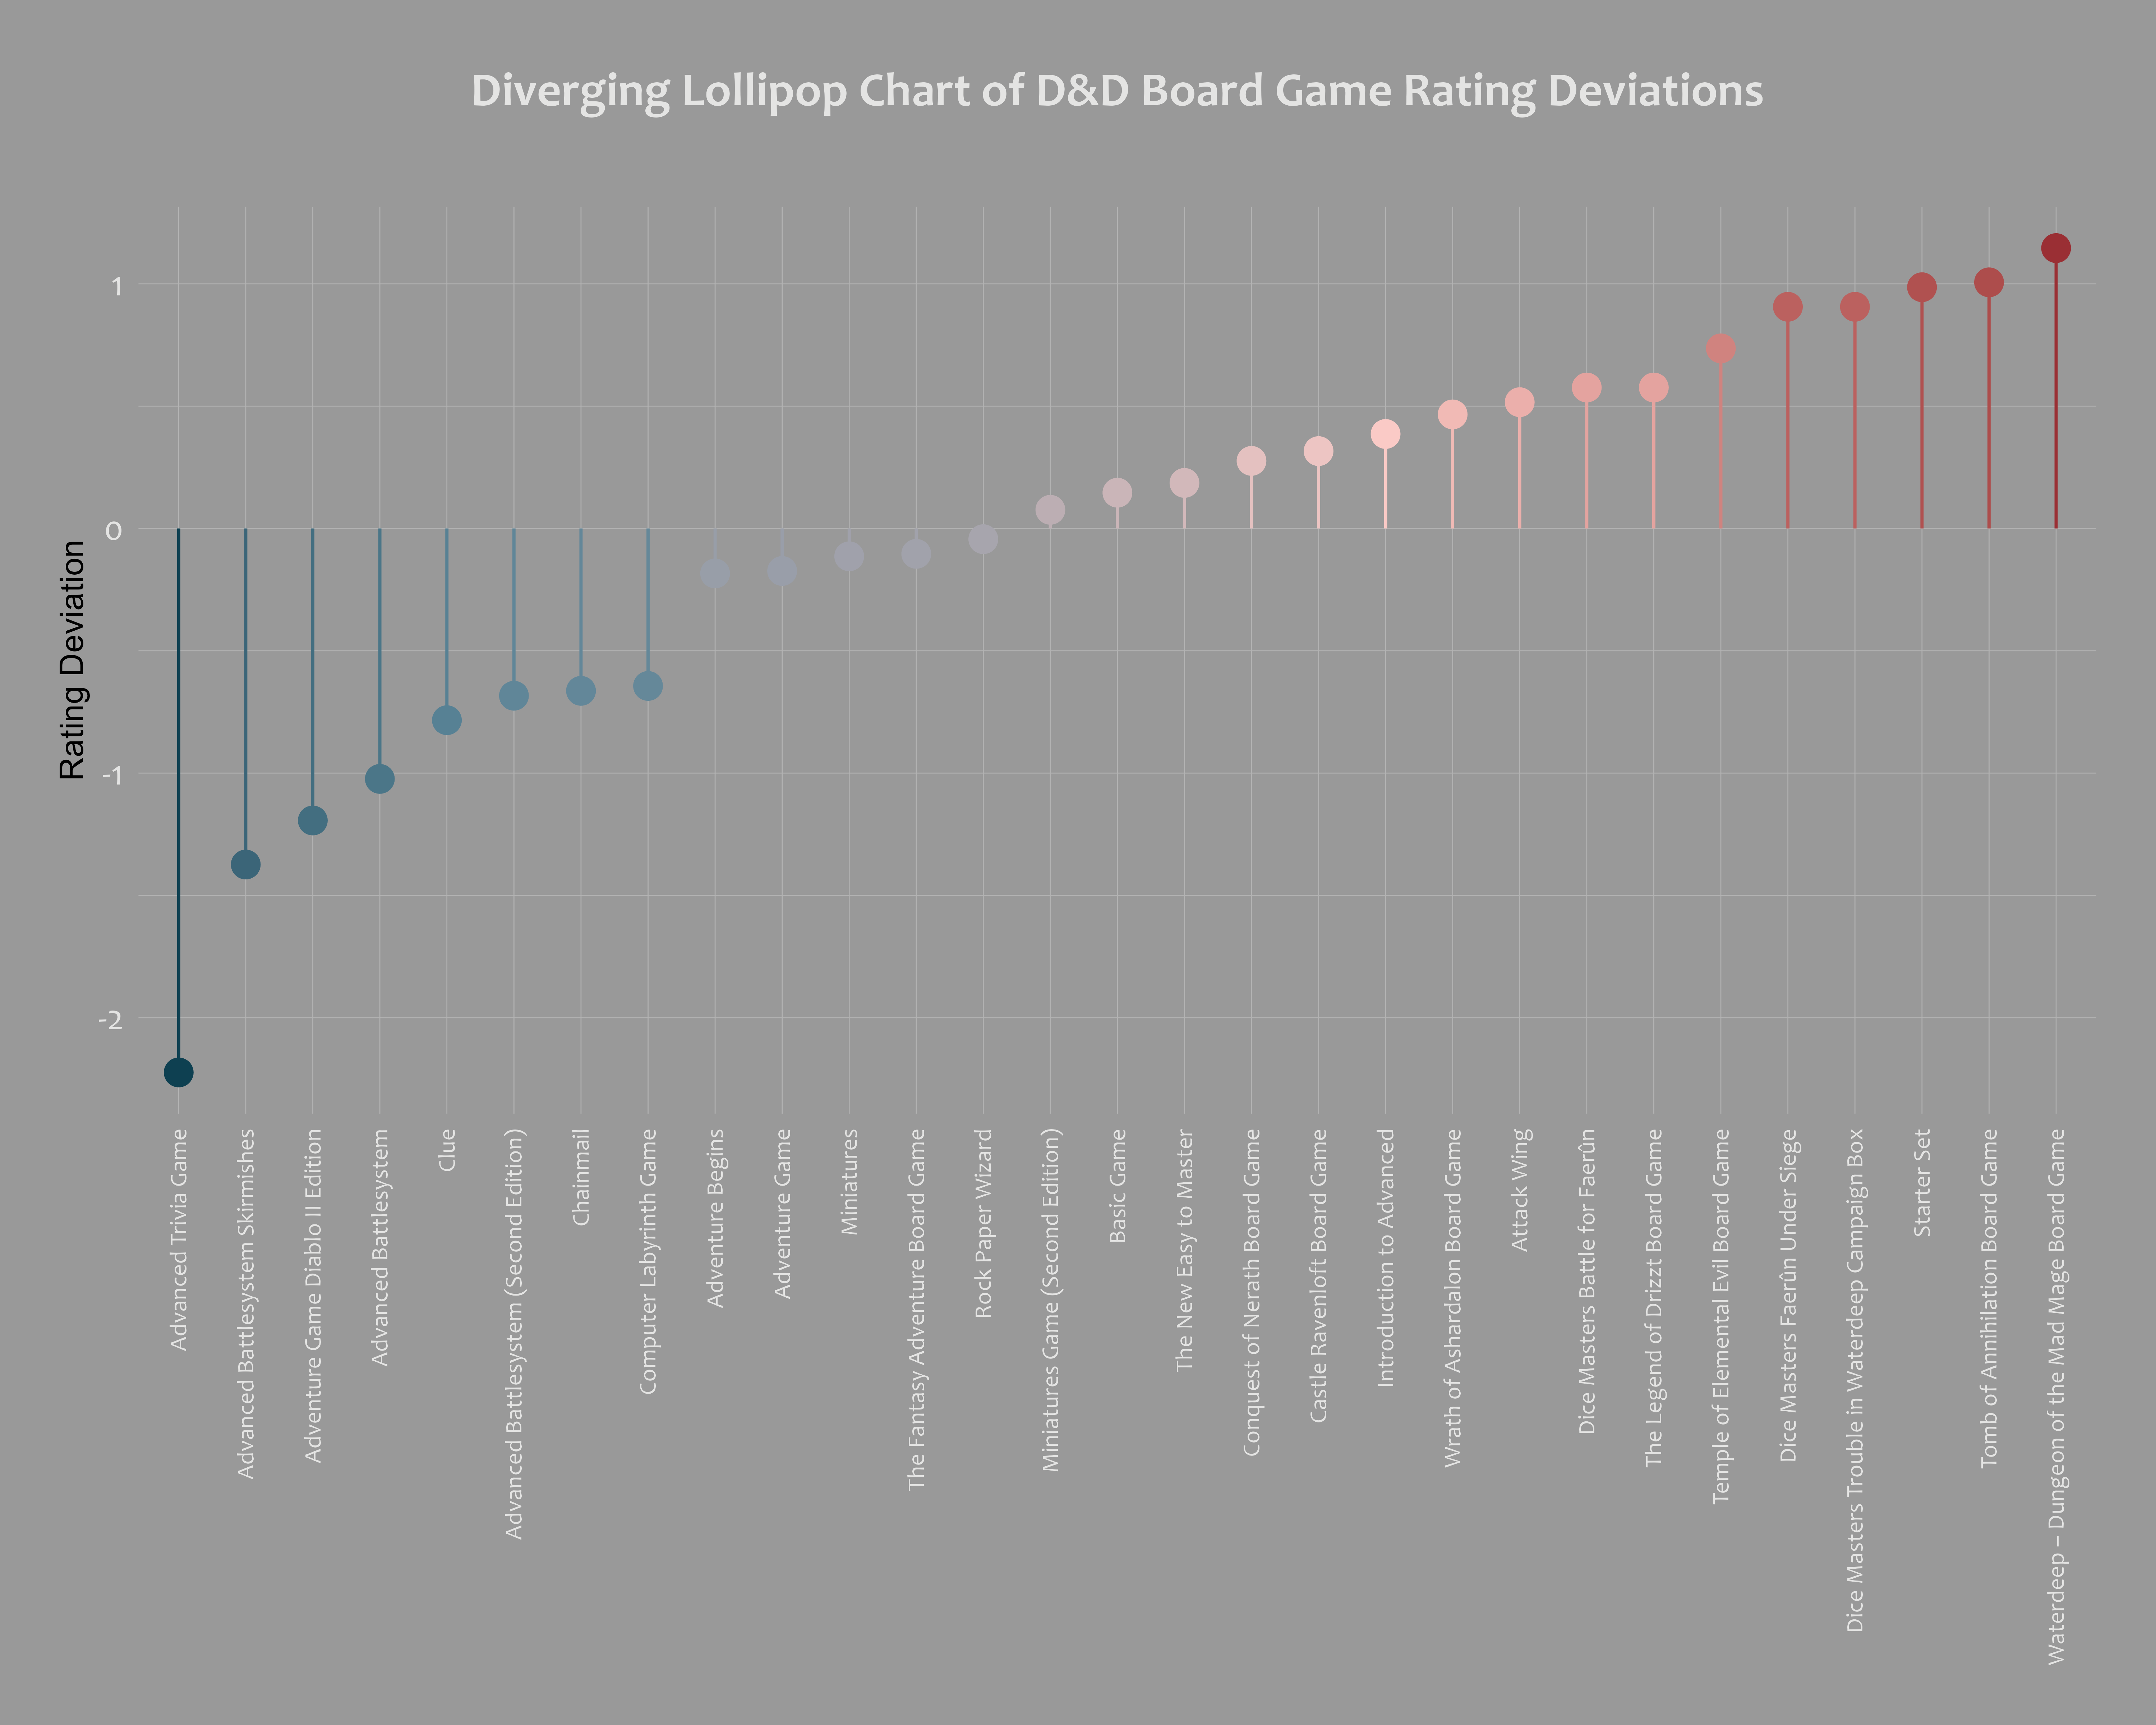 Diverging Lollipop Chart of D&D Board Game Rating Deviations
Rating Deviation
1
0
-1
-2
Advanced Trivia Game
Advanced Battlesystem Skirmishes
Adventure Game Diablo II Edition
Advanced Battlesystem
Clue
Advanced Battlesystem (Second Edition)
Chainmail
Computer Labyrinth Game
Adventure Begins
Adventure Game
Miniatures
The Fantasy Adventure Board Game
Rock Paper Wizard
Miniatures Game (Second Edition)
Basic Game
The New Easy to Master
Conquest of Nerath Board Game
Castle Ravenloft Board Game
Introduction to Advanced
Wrath of Ashardalon Board Game
Attack Wing
Dice Masters Battle for Faerûn
The Legend of Drizzt Board Game
Temple of Elemental Evil Board Game
Dice Masters Faerûn Under Siege
Dice Masters Trouble in Waterdeep Campaign Box
Starter Set
Tomb of Annihilation Board Game
Waterdeep – Dungeon of the Mad Mage Board Game